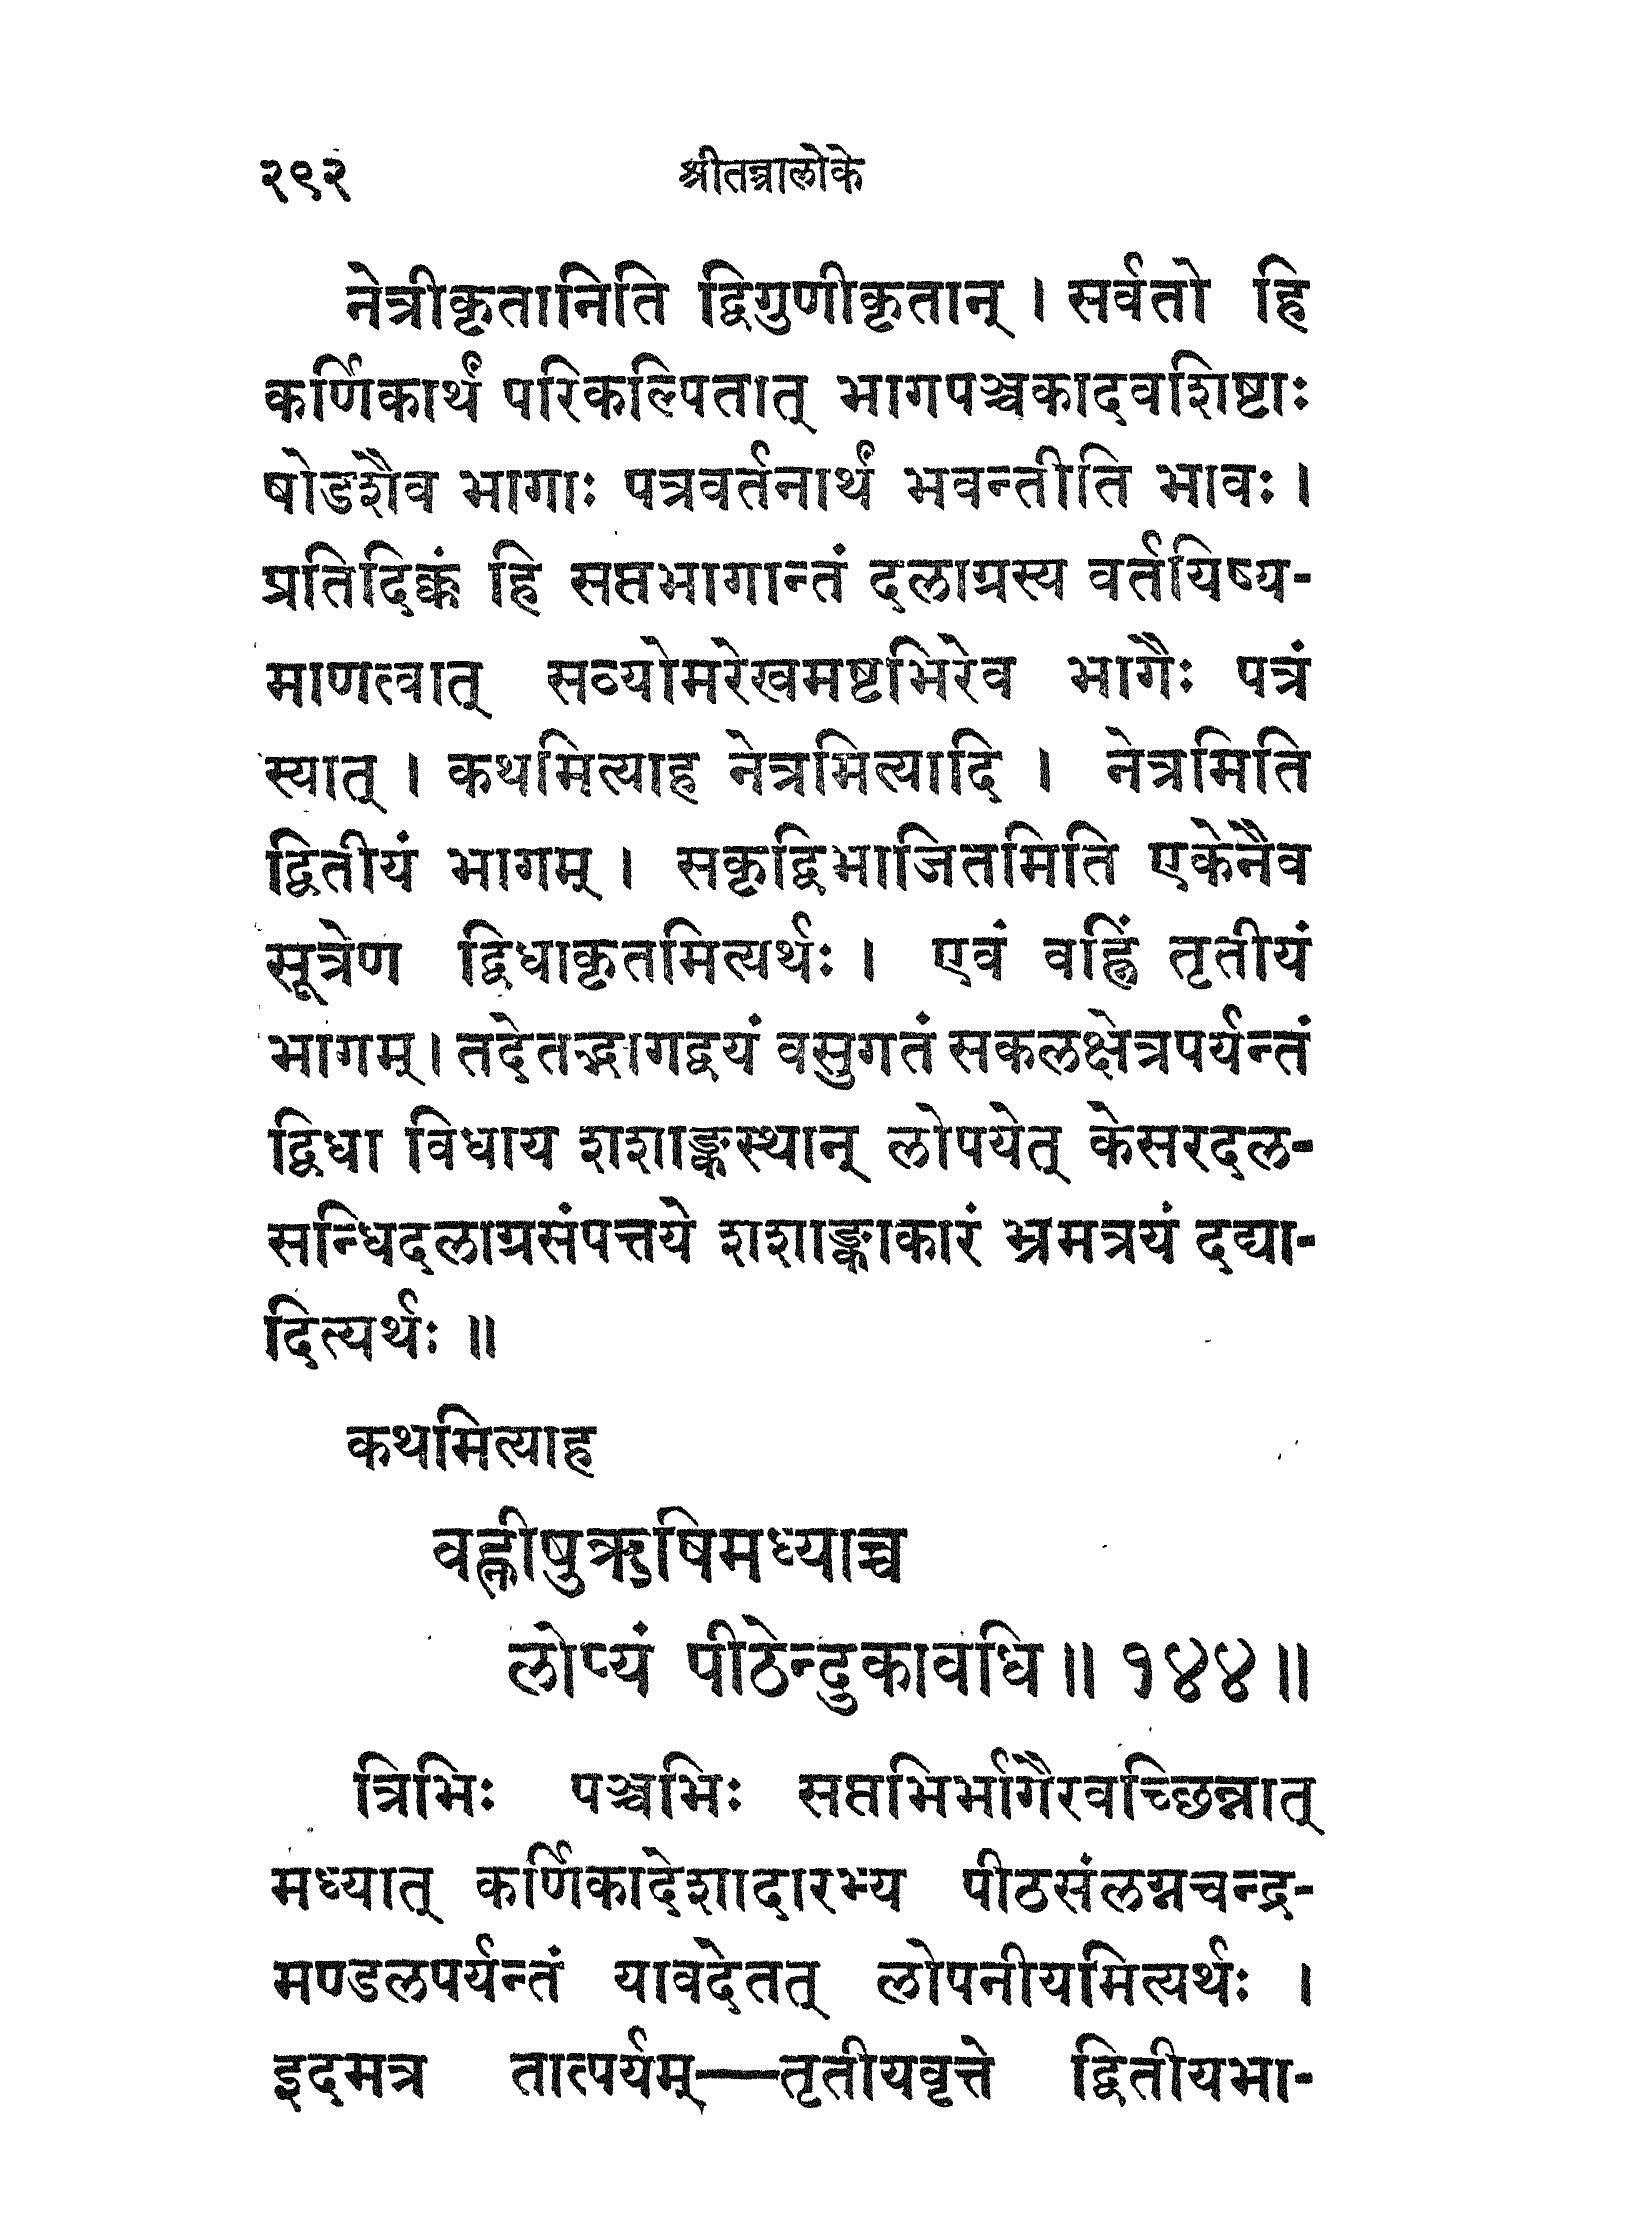 २९२ श्रीतन्त्रालोके
नेत्रीकृतानिति द्विगुणीकृतान् । सर्वतो हि
कर्णिकार्थं परिकल्पितात् भागपञ्चकादवशिष्टाः
षोडशैव भागाः पत्रवर्तनार्थं भवन्तीति भावः ।
प्रतिदिक्कं हि सप्तभागान्तं दलाग्रस्य वर्तयिष्य-
माणत्वात् सव्योमरेखमष्टभिरेव भागैः पत्रं
स्यात् । कथमित्याह नेत्रमित्यादि । नेत्रमिति
द्वितीयं भागम् । सकृद्विभाजितमिति एकेनैव
सूत्रेण द्विधाकृतमित्यर्थः । एवं वह्निं तृतीयं
भागम् । तदेतद्भागद्वयं वसुगतं सकलक्षेत्रपर्यन्तं
द्विधा विधाय शशाङ्कस्थान् लोपयेत् केसरदल-
सन्धिदलाग्रसंपत्तये शशाङ्काकारं भ्रमत्रयं दद्या-
दित्यर्थः ॥
कथमित्याह
वह्नीषुऋषिमध्याच्च
लोप्यं पीठेन्दुकावधि ॥ १४४ ॥
त्रिभिः पञ्चभिः सप्तभिर्भागैरवच्छिन्नात्
मध्यात् कर्णिकादेशादारभ्य पीठसंलग्नचन्द्र-
मण्डलपर्यन्तं यावदेतत् लोपनीयमित्यर्थः ।
इदमत्र तात्पर्यम्—तृतीयवृत्ते द्वितीयभा-